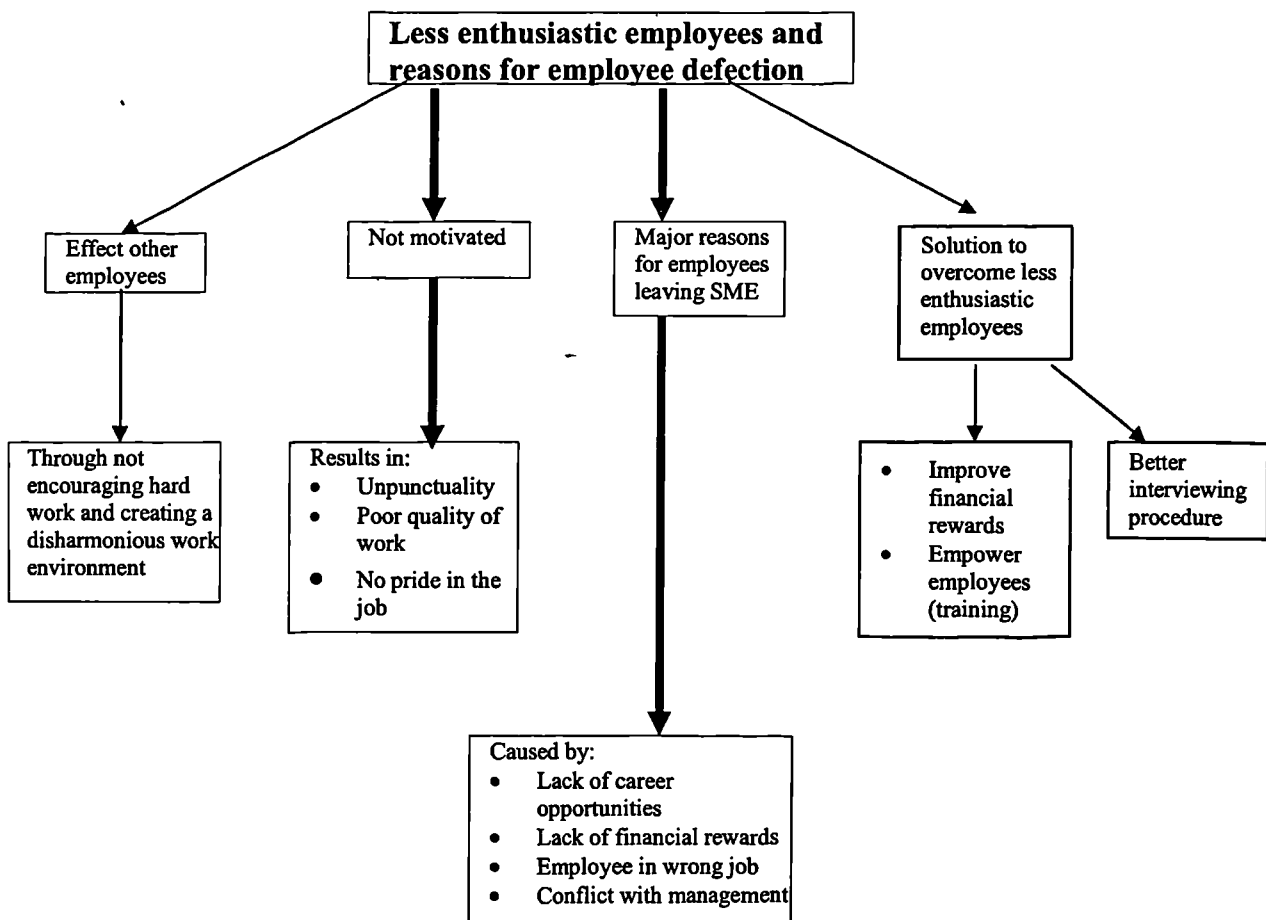 Less enthusiastic employees and
reasons for employee defection
Effect other
employees
Not motivated
Major reasons
for employees
leaving SME
Solution to
overcome less
enthusiastic
employees
Through not
encouraging hard
work and creating a
disharmonious work
environment
Results in:
• Unpunctuality
• Poor quality of
work
• No pride in the
job
• Improve
financial
rewards
• Empower
employees
(training)
Better
interviewing
procedure
Caused by:
• Lack of career
opportunities
• Lack of financial rewards
• Employee in wrong job
• Conflict with management